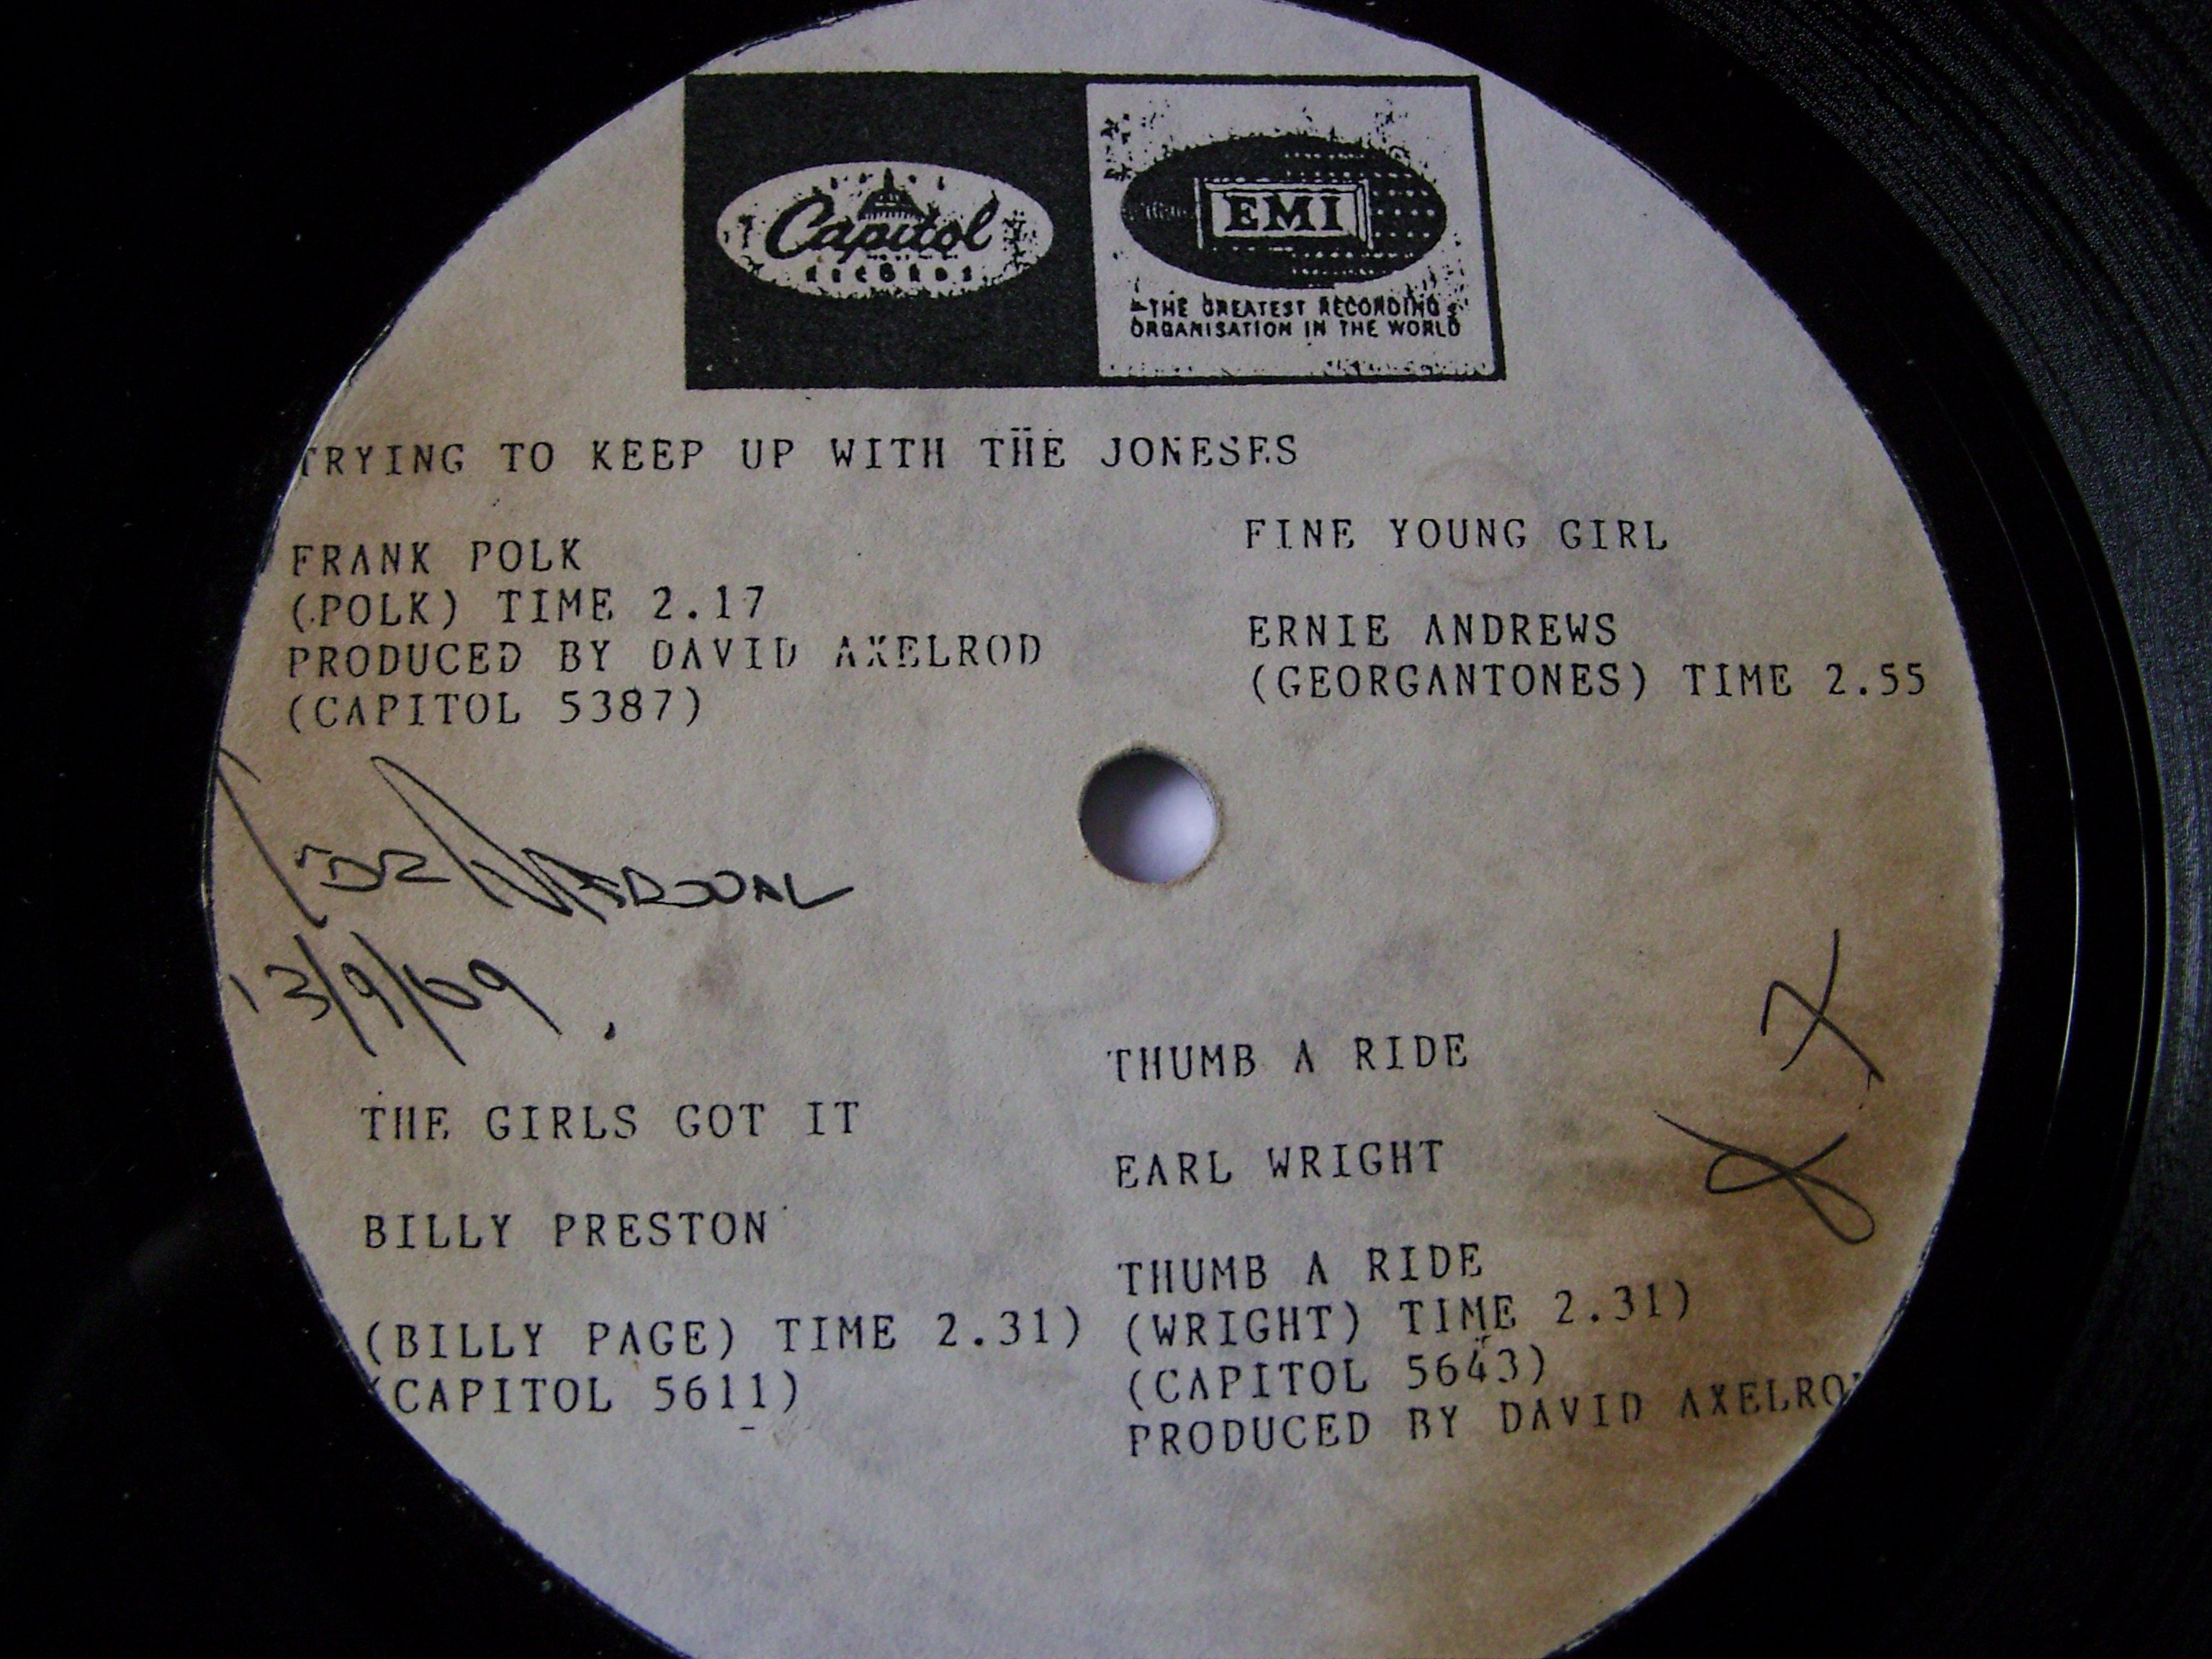 Capitol
RECORDS
EMI
THE GREATEST RECORDING
ORGANISATION IN THE WORLD
TRYING TO KEEP UP WITH THE JONESES
FRANK POLK
(POLK) TIME 2.17
PRODUCED BY DAVID AXELROD
(CAPITOL 5387)
FINE YOUNG GIRL
ERNIE ANDREWS
(GEORGANTONES) TIME 2.55
13/9/69
THE GIRLS GOT IT
BILLY PRESTON
(BILLY PAGE) TIME 2.31)
(CAPITOL 5611)
THUMB A RIDE
EARL WRIGHT
THUMB A RIDE
(WRIGHT) TIME 2.31)
(CAPITOL 5643)
PRODUCED BY DAVID AXELRO